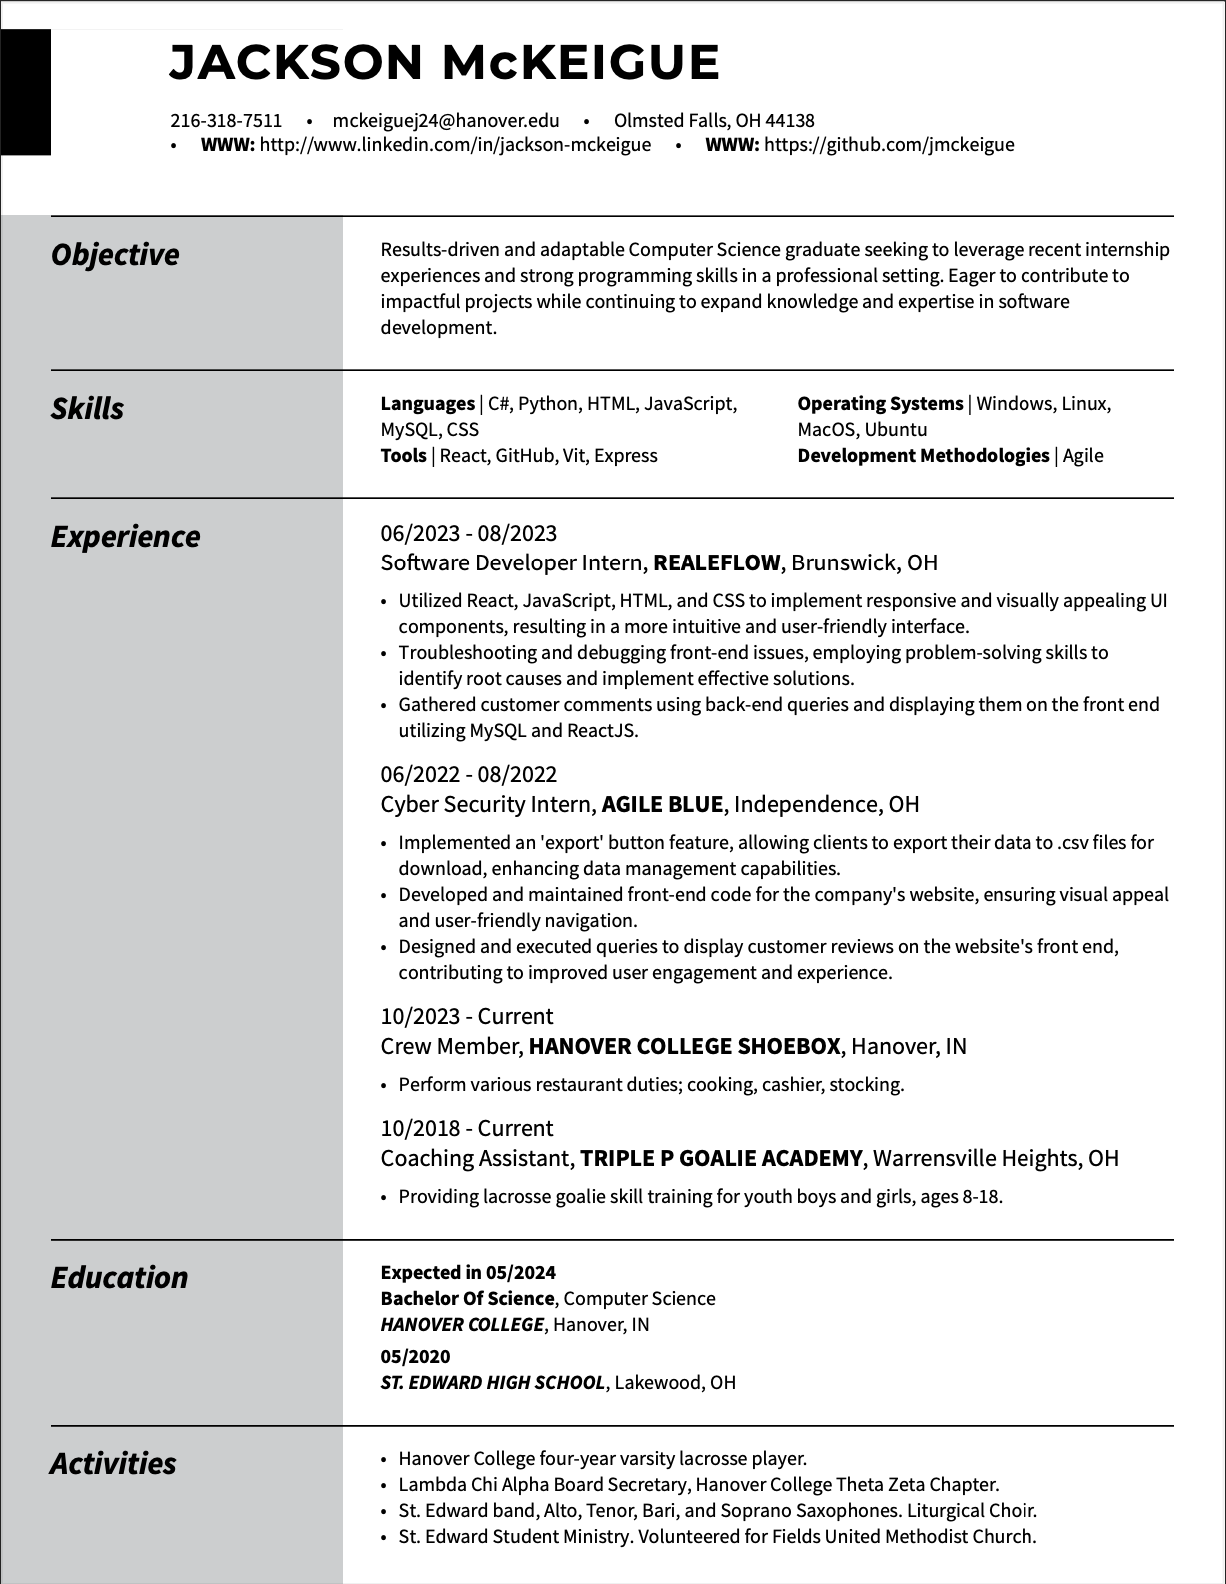 JACKSON McKEIGUE
216-318-7511 • mckeiguej24@hanover.edu • Olmsted Falls, OH 44138
• WWW: http://www.linkedin.com/in/jackson-mckeigue • WWW: https://github.com/jmckeigue
Objective
Results-driven and adaptable Computer Science graduate seeking to leverage recent internship
experiences and strong programming skills in a professional setting. Eager to contribute to
impactful projects while continuing to expand knowledge and expertise in software
development.
Skills
Languages | C#, Python, HTML, JavaScript,
MySQL, CSS
Tools | React, GitHub, Vit, Express
Operating Systems | Windows, Linux,
MacOS, Ubuntu
Development Methodologies | Agile
Experience
06/2023 - 08/2023
Software Developer Intern, REALEFLOW, Brunswick, OH
• Utilized React, JavaScript, HTML, and CSS to implement responsive and visually appealing UI
components, resulting in a more intuitive and user-friendly interface.
• Troubleshooting and debugging front-end issues, employing problem-solving skills to
identify root causes and implement effective solutions.
• Gathered customer comments using back-end queries and displaying them on the front end
utilizing MySQL and ReactJS.
06/2022 - 08/2022
Cyber Security Intern, AGILE BLUE, Independence, OH
• Implemented an 'export' button feature, allowing clients to export their data to .csv files for
download, enhancing data management capabilities.
• Developed and maintained front-end code for the company's website, ensuring visual appeal
and user-friendly navigation.
• Designed and executed queries to display customer reviews on the website's front end,
contributing to improved user engagement and experience.
10/2023 - Current
Crew Member, HANOVER COLLEGE SHOEBOX, Hanover, IN
• Perform various restaurant duties; cooking, cashier, stocking.
10/2018 - Current
Coaching Assistant, TRIPLE P GOALIE ACADEMY, Warrensville Heights, OH
• Providing lacrosse goalie skill training for youth boys and girls, ages 8-18.
Education
Expected in 05/2024
Bachelor Of Science, Computer Science
HANOVER COLLEGE, Hanover, IN
05/2020
ST. EDWARD HIGH SCHOOL, Lakewood, OH
Activities
• Hanover College four-year varsity lacrosse player.
• Lambda Chi Alpha Board Secretary, Hanover College Theta Zeta Chapter.
• St. Edward band, Alto, Tenor, Bari, and Soprano Saxophones. Liturgical Choir.
• St. Edward Student Ministry. Volunteered for Fields United Methodist Church.